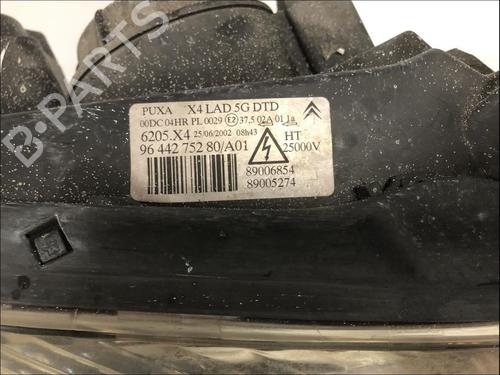 B-PARTS
PUXA X4 LAD 5G DTD
00DC 04HR PL 0029 E2 37,5 02A 01 1a
6205.X4 25/06/2002 08h43 HT
96 442 752 80/A01 25000V
89006854
89005274